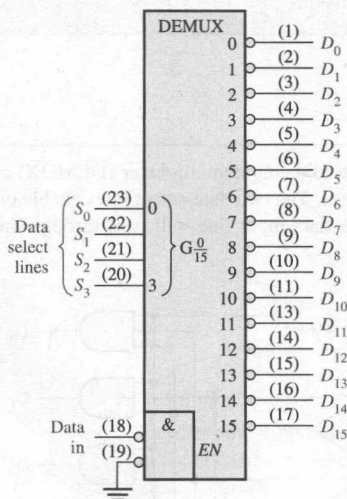 DEMUX
0 (1) D0
1 (2) D1
2 (3) D2
3 (4) D3
4 (5) D4
5 (6) D5
6 (7) D6
7 (8) D7
8 (9) D8
9 (10) D9
10 (11) D10
11 (13) D11
12 (14) D12
13 (15) D13
14 (16) D14
15 (17) D15
Data
select
lines
S0 (23) 0
S1 (22)
S2 (21)
S3 (20) 3
G 0/15
Data
in
(18)
(19)
&
EN